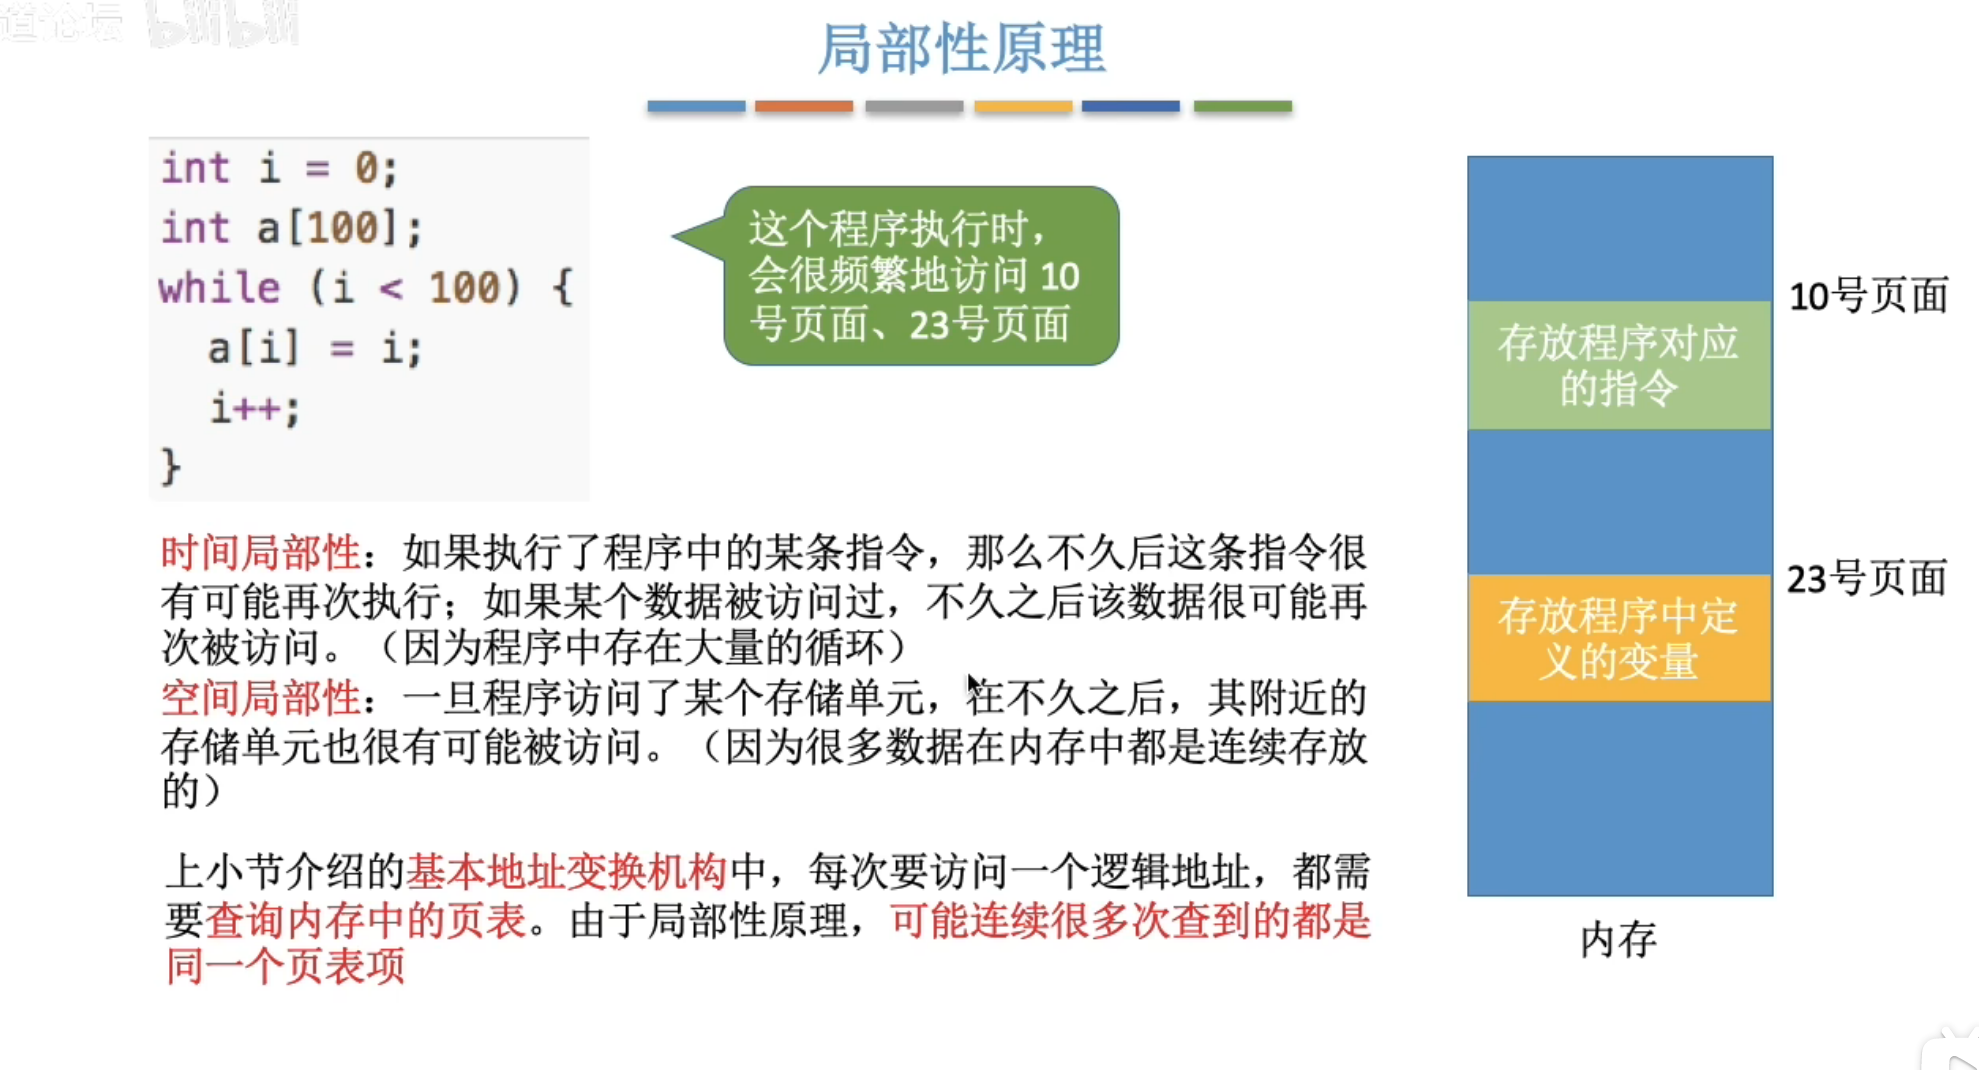 道论坛 bilibili
局部性原理
int i = 0;
int a[100];
while (i < 100) {
a[i] = i;
i++;
}
这个程序执行时，
会很频繁地访问 10
号页面、23号页面
时间局部性：如果执行了程序中的某条指令，那么不久后这条指令很
有可能再次执行；如果某个数据被访问过，不久之后该数据很可能再
次被访问。（因为程序中存在大量的循环）
空间局部性：一旦程序访问了某个存储单元，在不久之后，其附近的
存储单元也很有可能被访问。（因为很多数据在内存中都是连续存放
的）
上小节介绍的基本地址变换机构中，每次要访问一个逻辑地址，都需
要查询内存中的页表。由于局部性原理，可能连续很多次查到的都是
同一个页表项
10号页面
存放程序对应
的指令
23号页面
存放程序中定
义的变量
内存